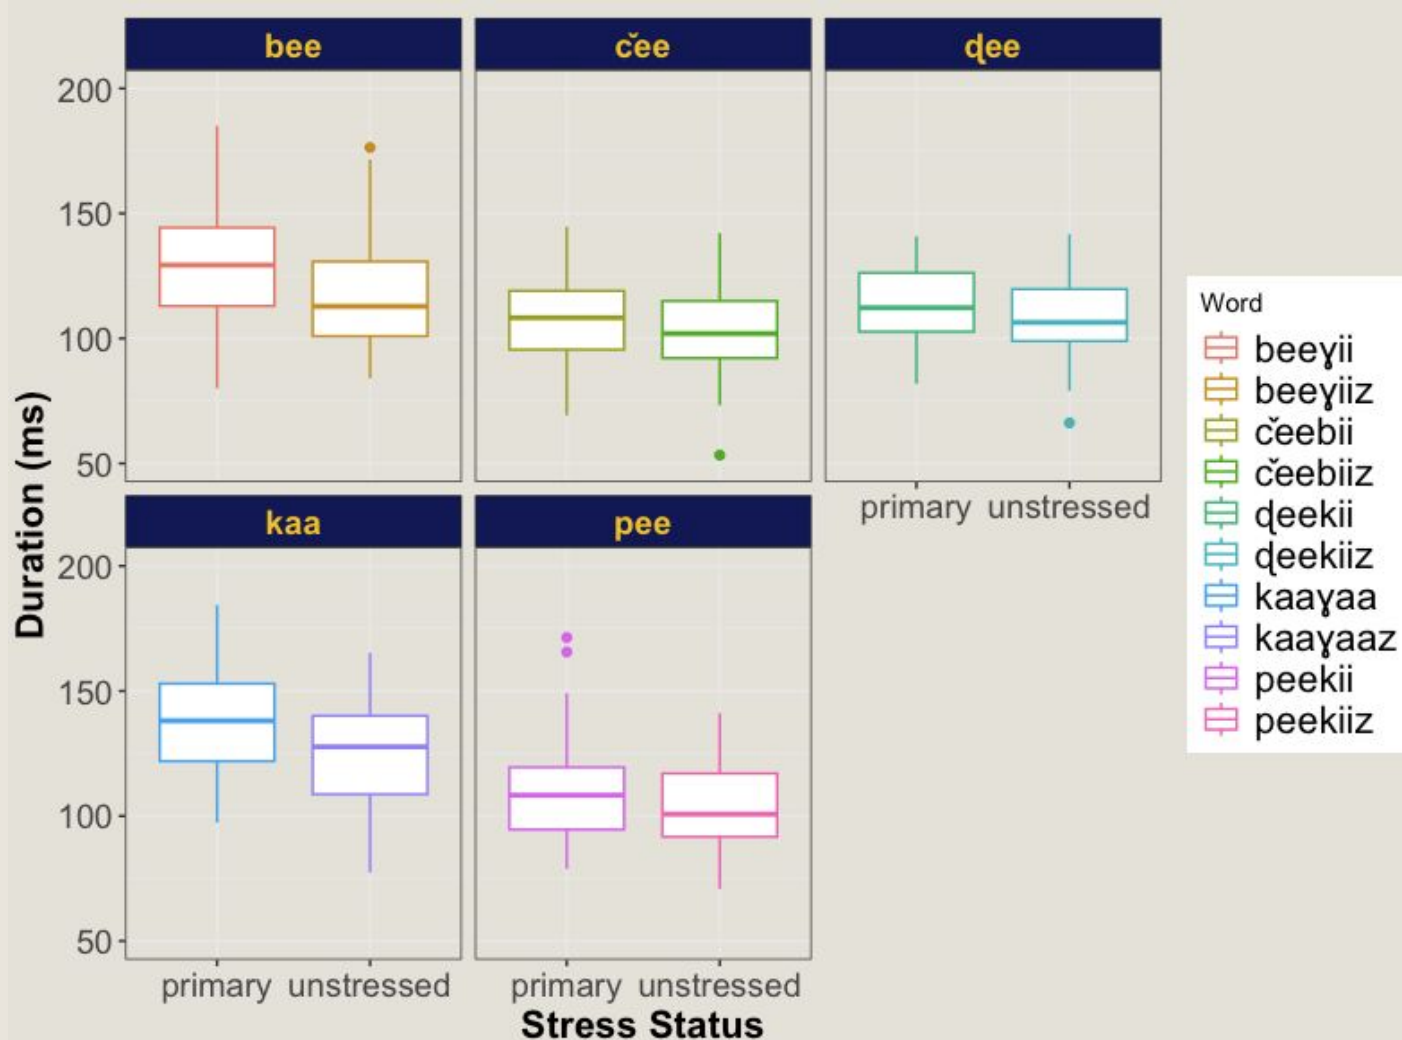 bee
čee
ɖee
200
150
100
50
primary unstressed
kaa
pee
200
150
100
50
primary unstressed
primary unstressed
Duration (ms)
Stress Status
Word
beeɣii
beeɣiiz
čeebii
čeebiiz
ɖeekii
ɖeekiiz
kaaɣaa
kaaɣaaz
peekii
peekiiz